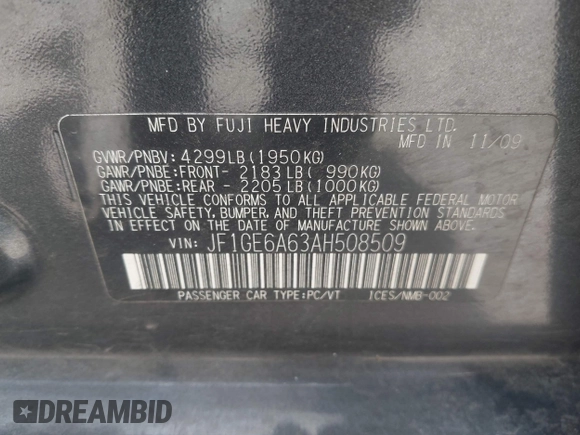 MFD BY FUJI HEAVY INDUSTRIES LTD.
MFD IN 11/09
GVWR/PNBV: 4299LB(1950KG)
GAWR/PNBE:FRONT- 2183LB( 990KG)
GAWR/PNBE:REAR - 2205LB(1000KG)
THIS VEHICLE CONFORMS TO ALL APPLICABLE FEDERAL MOTOR
VEHICLE SAFETY, BUMPER, AND THEFT PREVENTION STANDARDS
IN EFFECT ON THE DATE OF MANUFACTURE SHOWN ABOVE.
VIN: JF1GE6A63AH508509
PASSENGER CAR TYPE:PC/VT ICES/NMB-002
DREAMBID